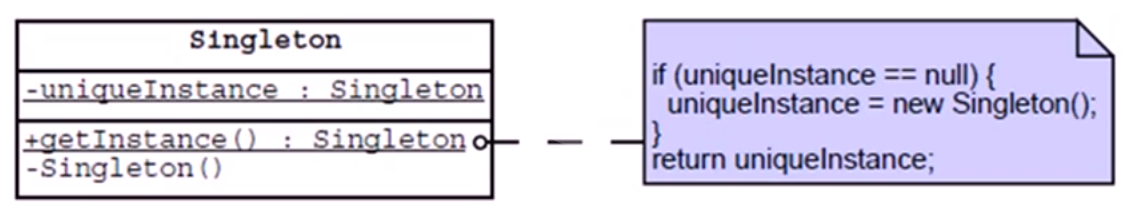 Singleton
-uniqueInstance : Singleton
+getInstance() : Singleton
-Singleton()
if (uniqueInstance == null) {
  uniqueInstance = new Singleton();
}
return uniqueInstance;